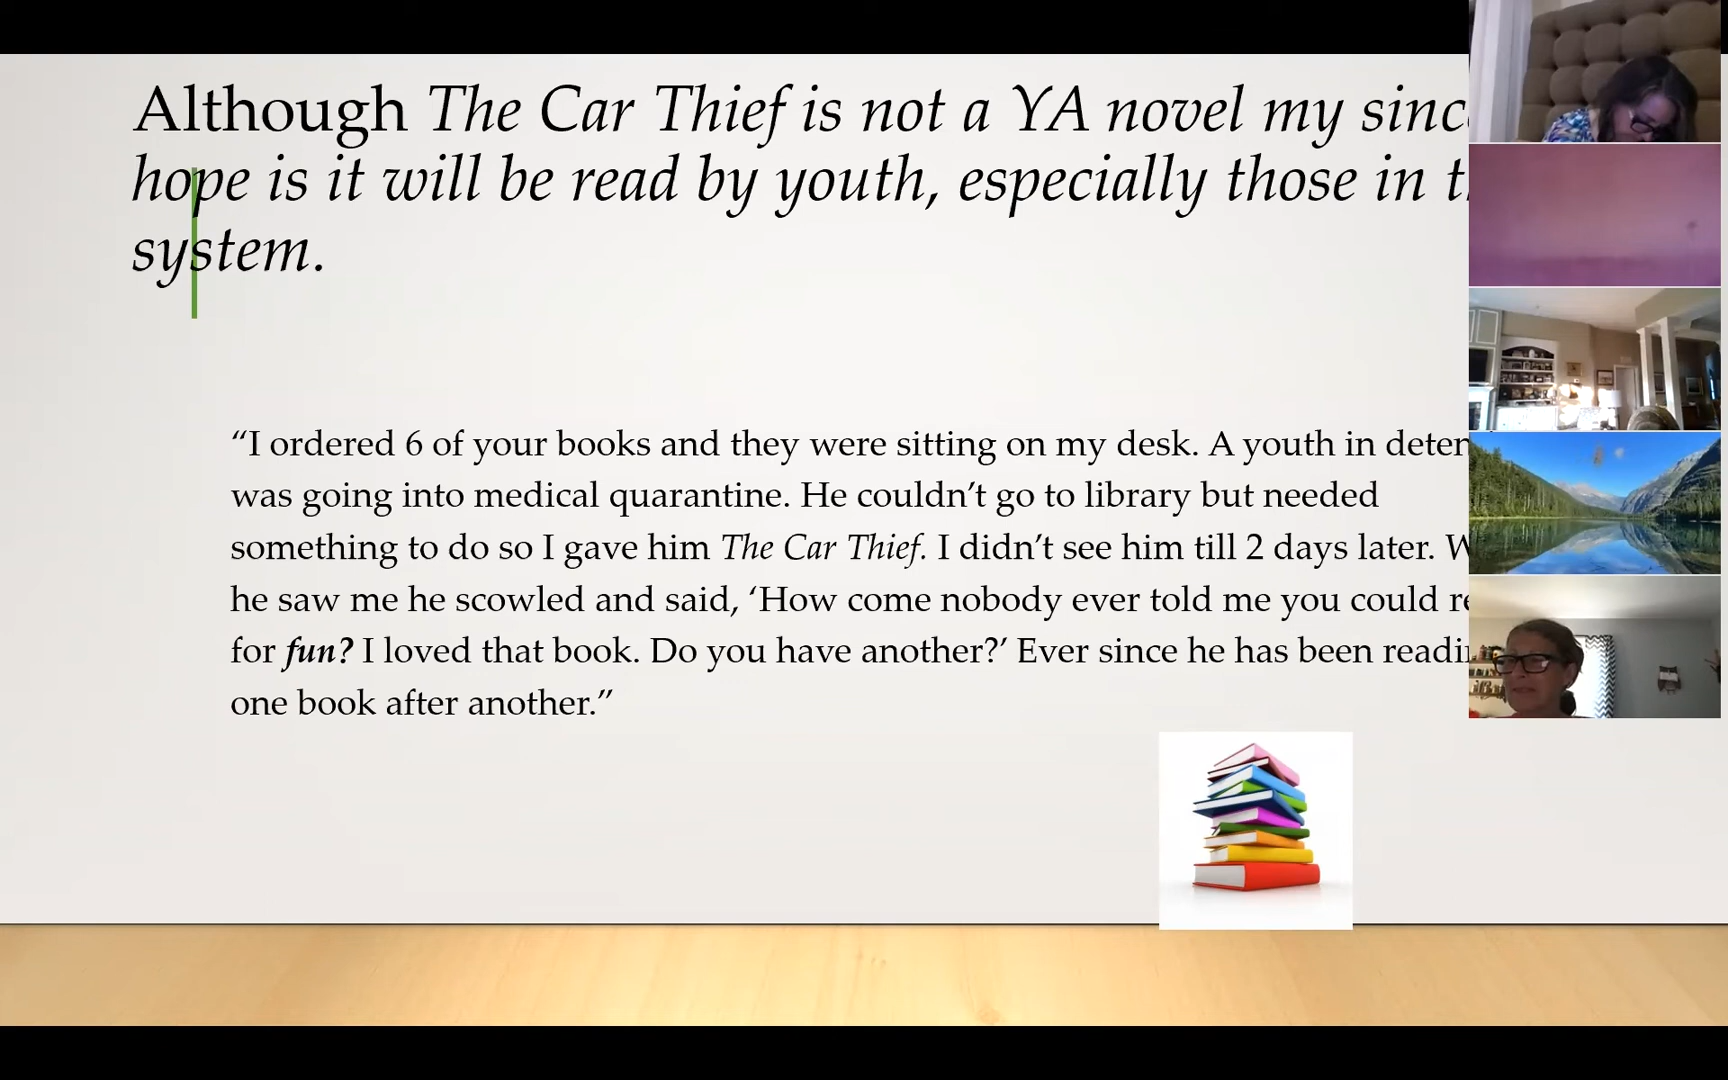 Although The Car Thief is not a YA novel my
hope is it will be read by youth, especially those in
system.
“I ordered 6 of your books and they were sitting on my desk. A youth in
was going into medical quarantine. He couldn’t go to library but needed
something to do so I gave him The Car Thief. I didn’t see him till 2 days later.
he saw me he scowled and said, ‘How come nobody ever told me you could
for fun? I loved that book. Do you have another?’ Ever since he has been
one book after another.”